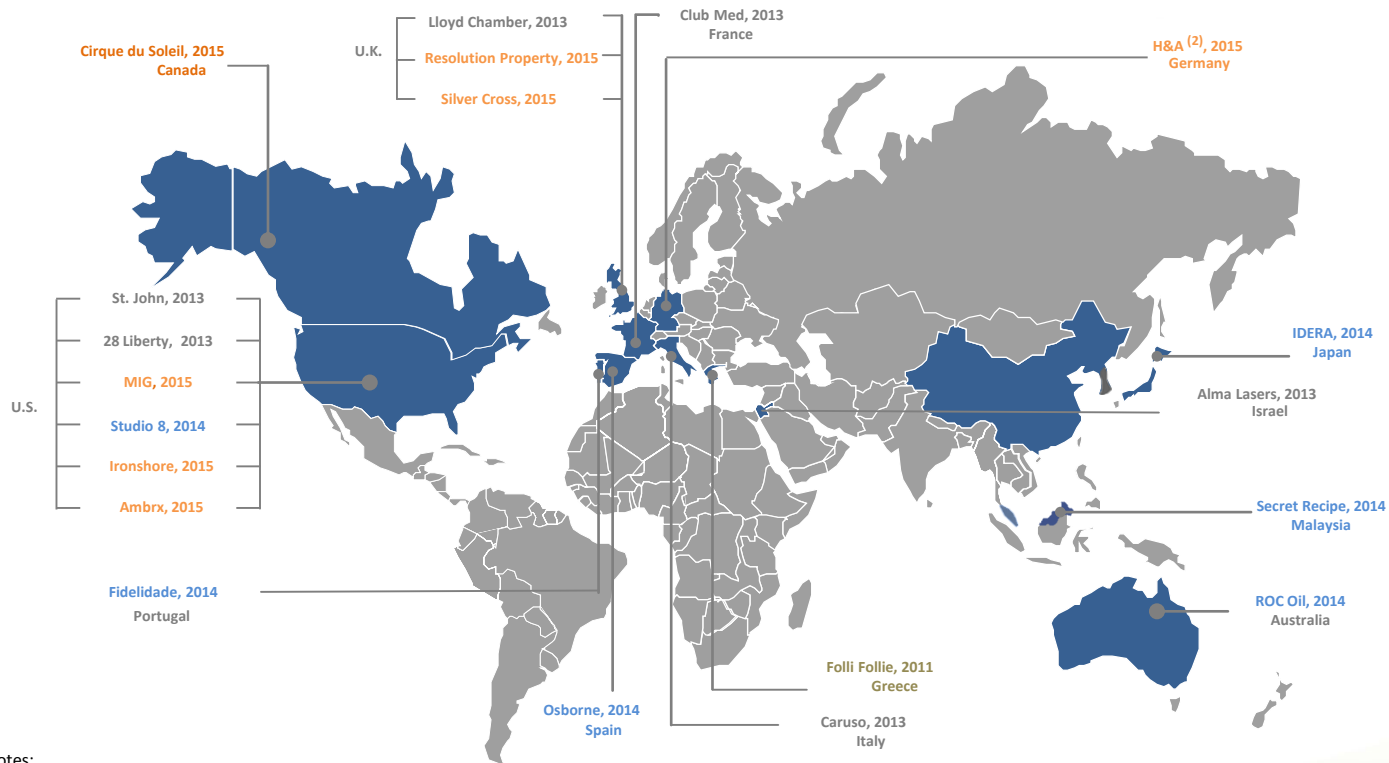 Cirque du Soleil, 2015
Canada
U.K.
Lloyd Chamber, 2013
Resolution Property, 2015
Silver Cross, 2015
Club Med, 2013
France
H&A (2), 2015
Germany
U.S.
St. John, 2013
28 Liberty, 2013
MIG, 2015
Studio 8, 2014
Ironshore, 2015
Ambrx, 2015
IDERA, 2014
Japan
Alma Lasers, 2013
Israel
Secret Recipe, 2014
Malaysia
ROC Oil, 2014
Australia
Fidelidade, 2014
Portugal
Osborne, 2014
Spain
Folli Follie, 2011
Greece
Caruso, 2013
Italy
otes: